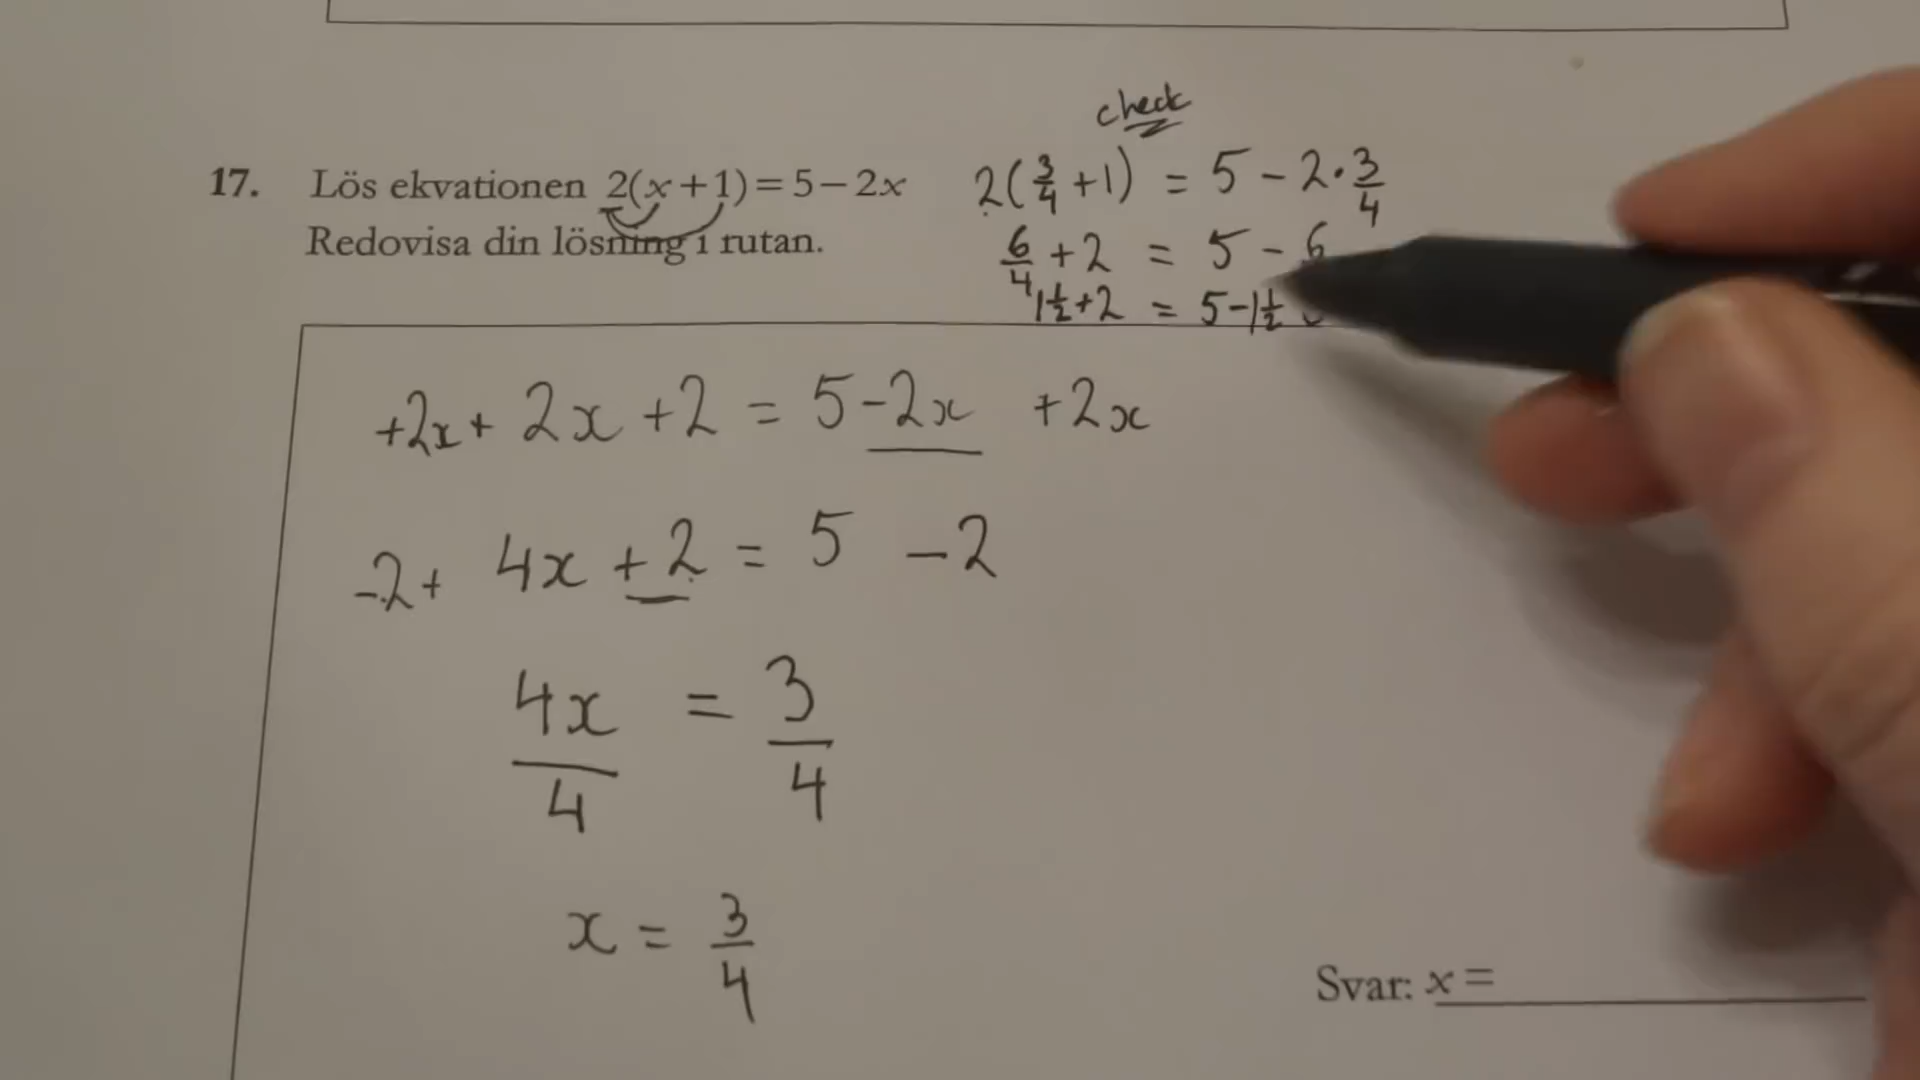 check
17. Lös ekvationen 2(x+1)=5−2x
Redovisa din lösning i rutan.
2(3/4 +1) = 5 − 2·3/4
6/4 + 2 = 5 − 6
1½+2 = 5−1½
+2x+ 2x +2 = 5−2x +2x
-2+ 4x +2 = 5 −2
4x/4 = 3/4
x = 3/4
Svar: x =